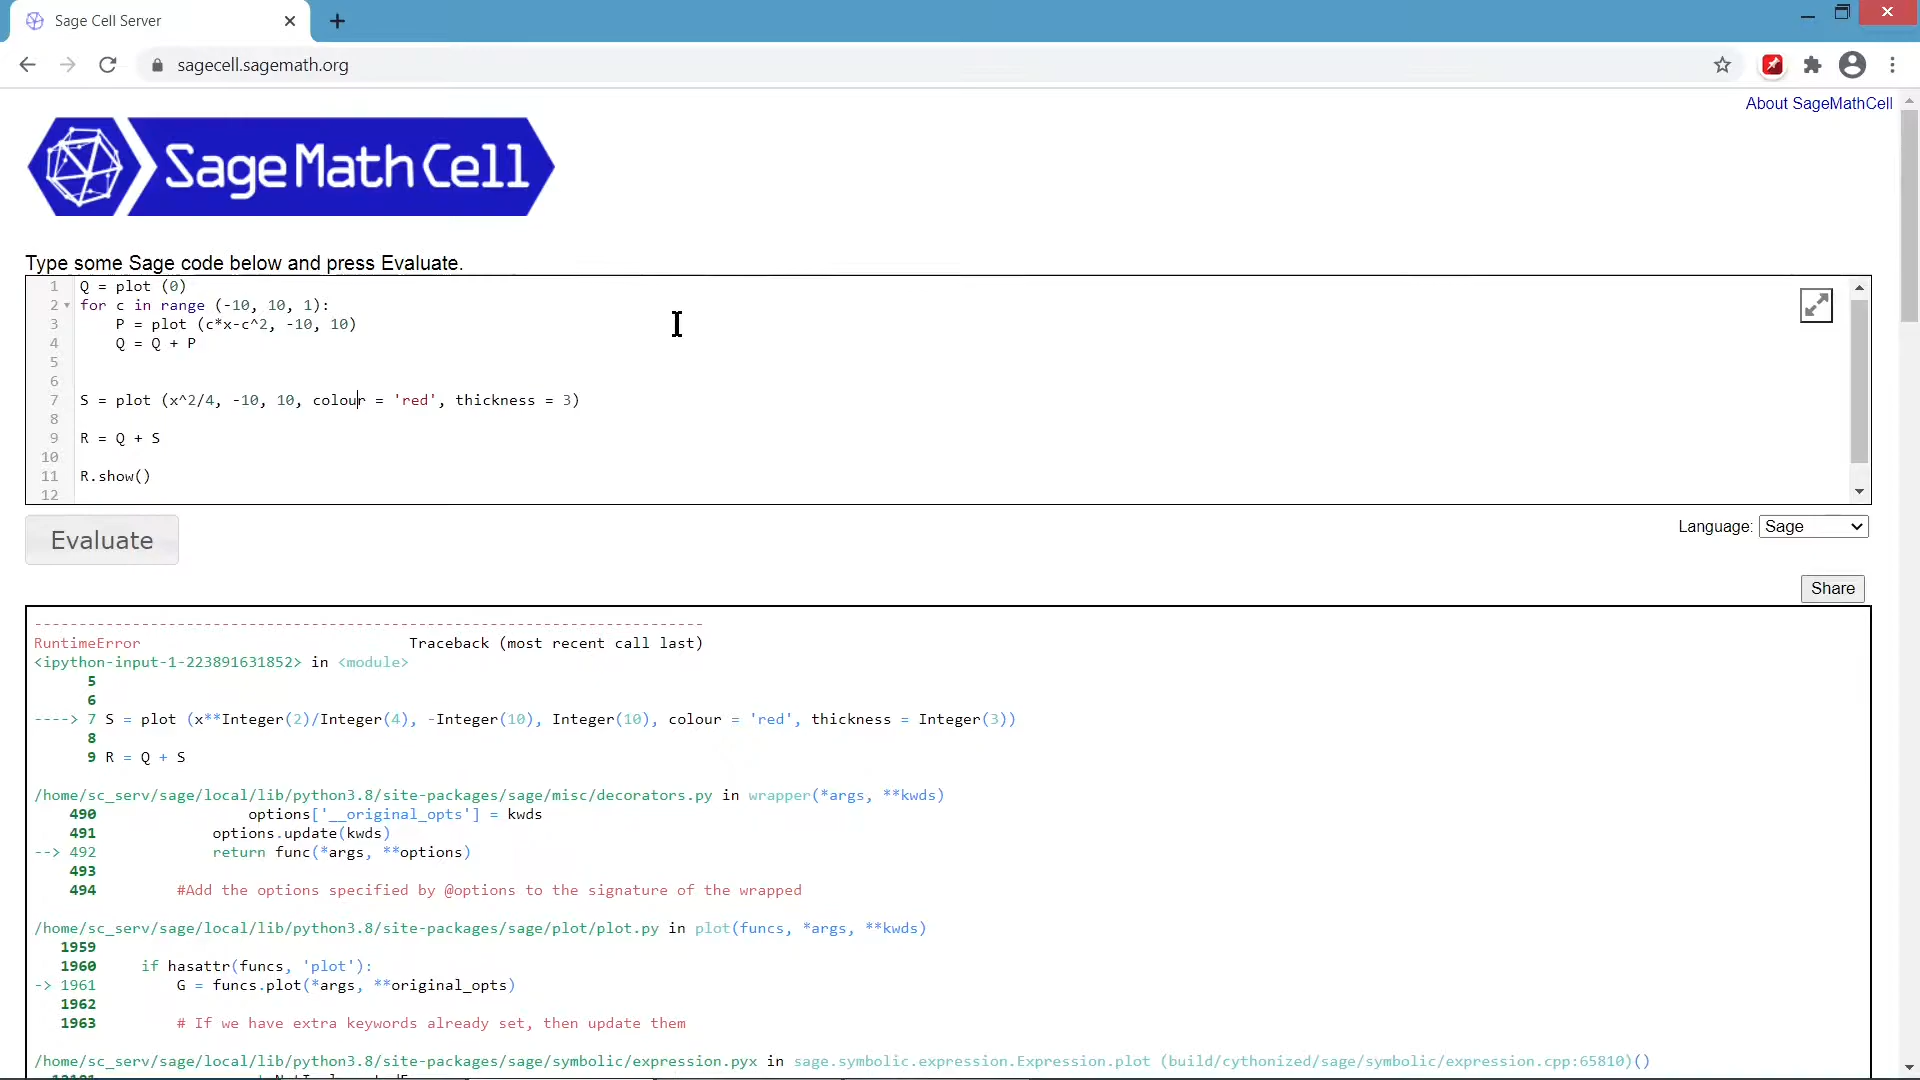 Sage Cell Server
sagecell.sagemath.org
About SageMathCell
SageMathCell
Type some Sage code below and press Evaluate.
1 Q = plot (0)
2 for c in range (-10, 10, 1):
3 P = plot (c*x-c^2, -10, 10)
4 Q = Q + P
5
6
7 S = plot (x^2/4, -10, 10, colour = 'red', thickness = 3)
8
9 R = Q + S
10
11 R.show()
12
Evaluate
Language: Sage
Share
---------------------------------------------------------------------------
RuntimeError Traceback (most recent call last)
<ipython-input-1-223891631852> in <module>
5
6
----> 7 S = plot (x**Integer(2)/Integer(4), -Integer(10), Integer(10), colour = 'red', thickness = Integer(3))
8
9 R = Q + S
/home/sc_serv/sage/local/lib/python3.8/site-packages/sage/misc/decorators.py in wrapper(*args, **kwds)
490 options['__original_opts'] = kwds
491 options.update(kwds)
--> 492 return func(*args, **options)
493
494 #Add the options specified by @options to the signature of the wrapped
/home/sc_serv/sage/local/lib/python3.8/site-packages/sage/plot/plot.py in plot(funcs, *args, **kwds)
1959
1960 if hasattr(funcs, 'plot'):
-> 1961 G = funcs.plot(*args, **original_opts)
1962
1963 # If we have extra keywords already set, then update them
/home/sc_serv/sage/local/lib/python3.8/site-packages/sage/symbolic/expression.pyx in sage.symbolic.expression.Expression.plot (build/cythonized/sage/symbolic/expression.cpp:65810)()